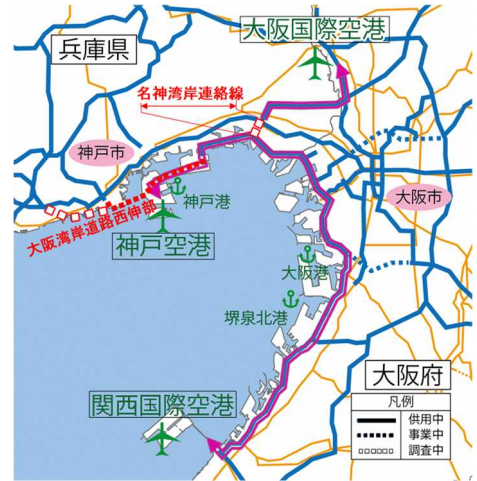 大阪国際空港
兵庫県
名神湾岸連絡線
神戸市
神戸港
大阪市
大阪湾岸道路西伸部
神戸空港
大阪港
堺泉北港
大阪府
関西国際空港
凡例
供用中
事業中
調査中